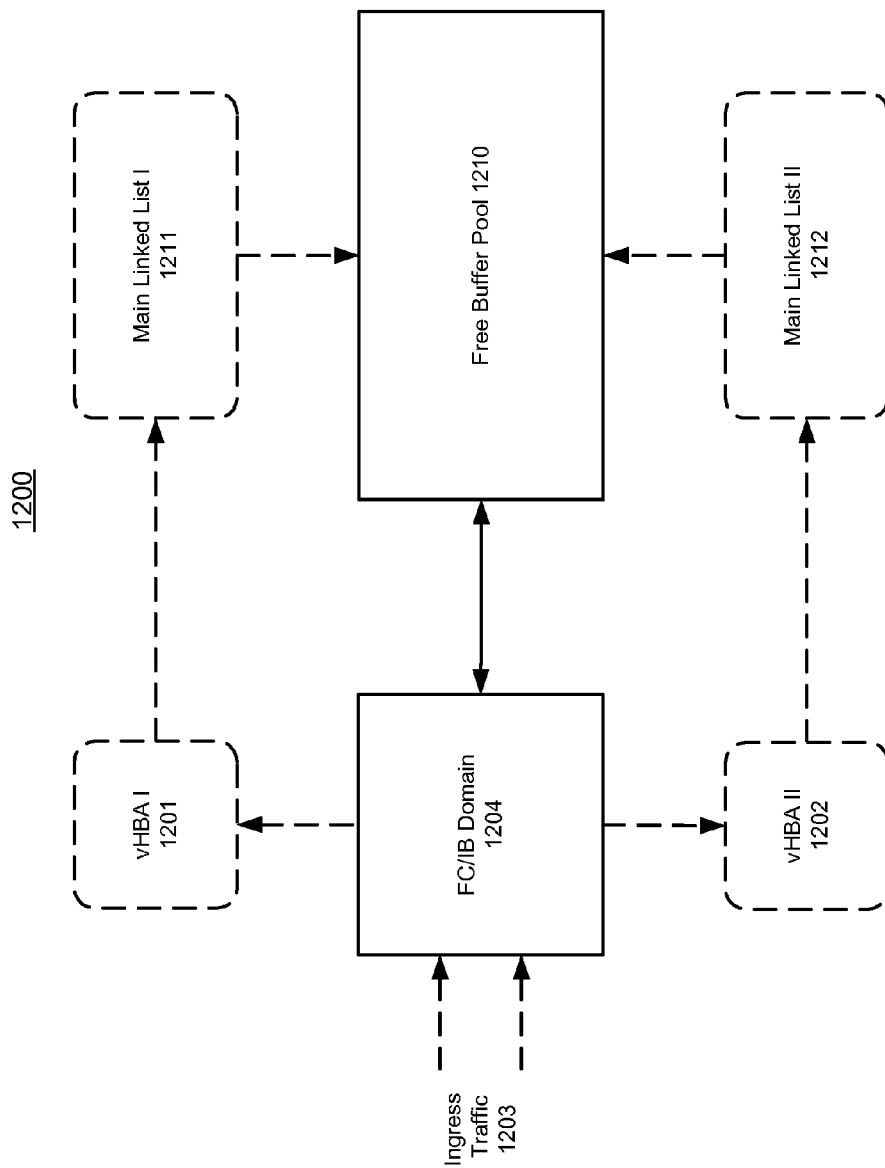 1200
vHBA I
1201
Main Linked List I
1211
Ingress
Traffic
1203
FC/IB Domain
1204
Free Buffer Pool 1210
vHBA II
1202
Main Linked List II
1212